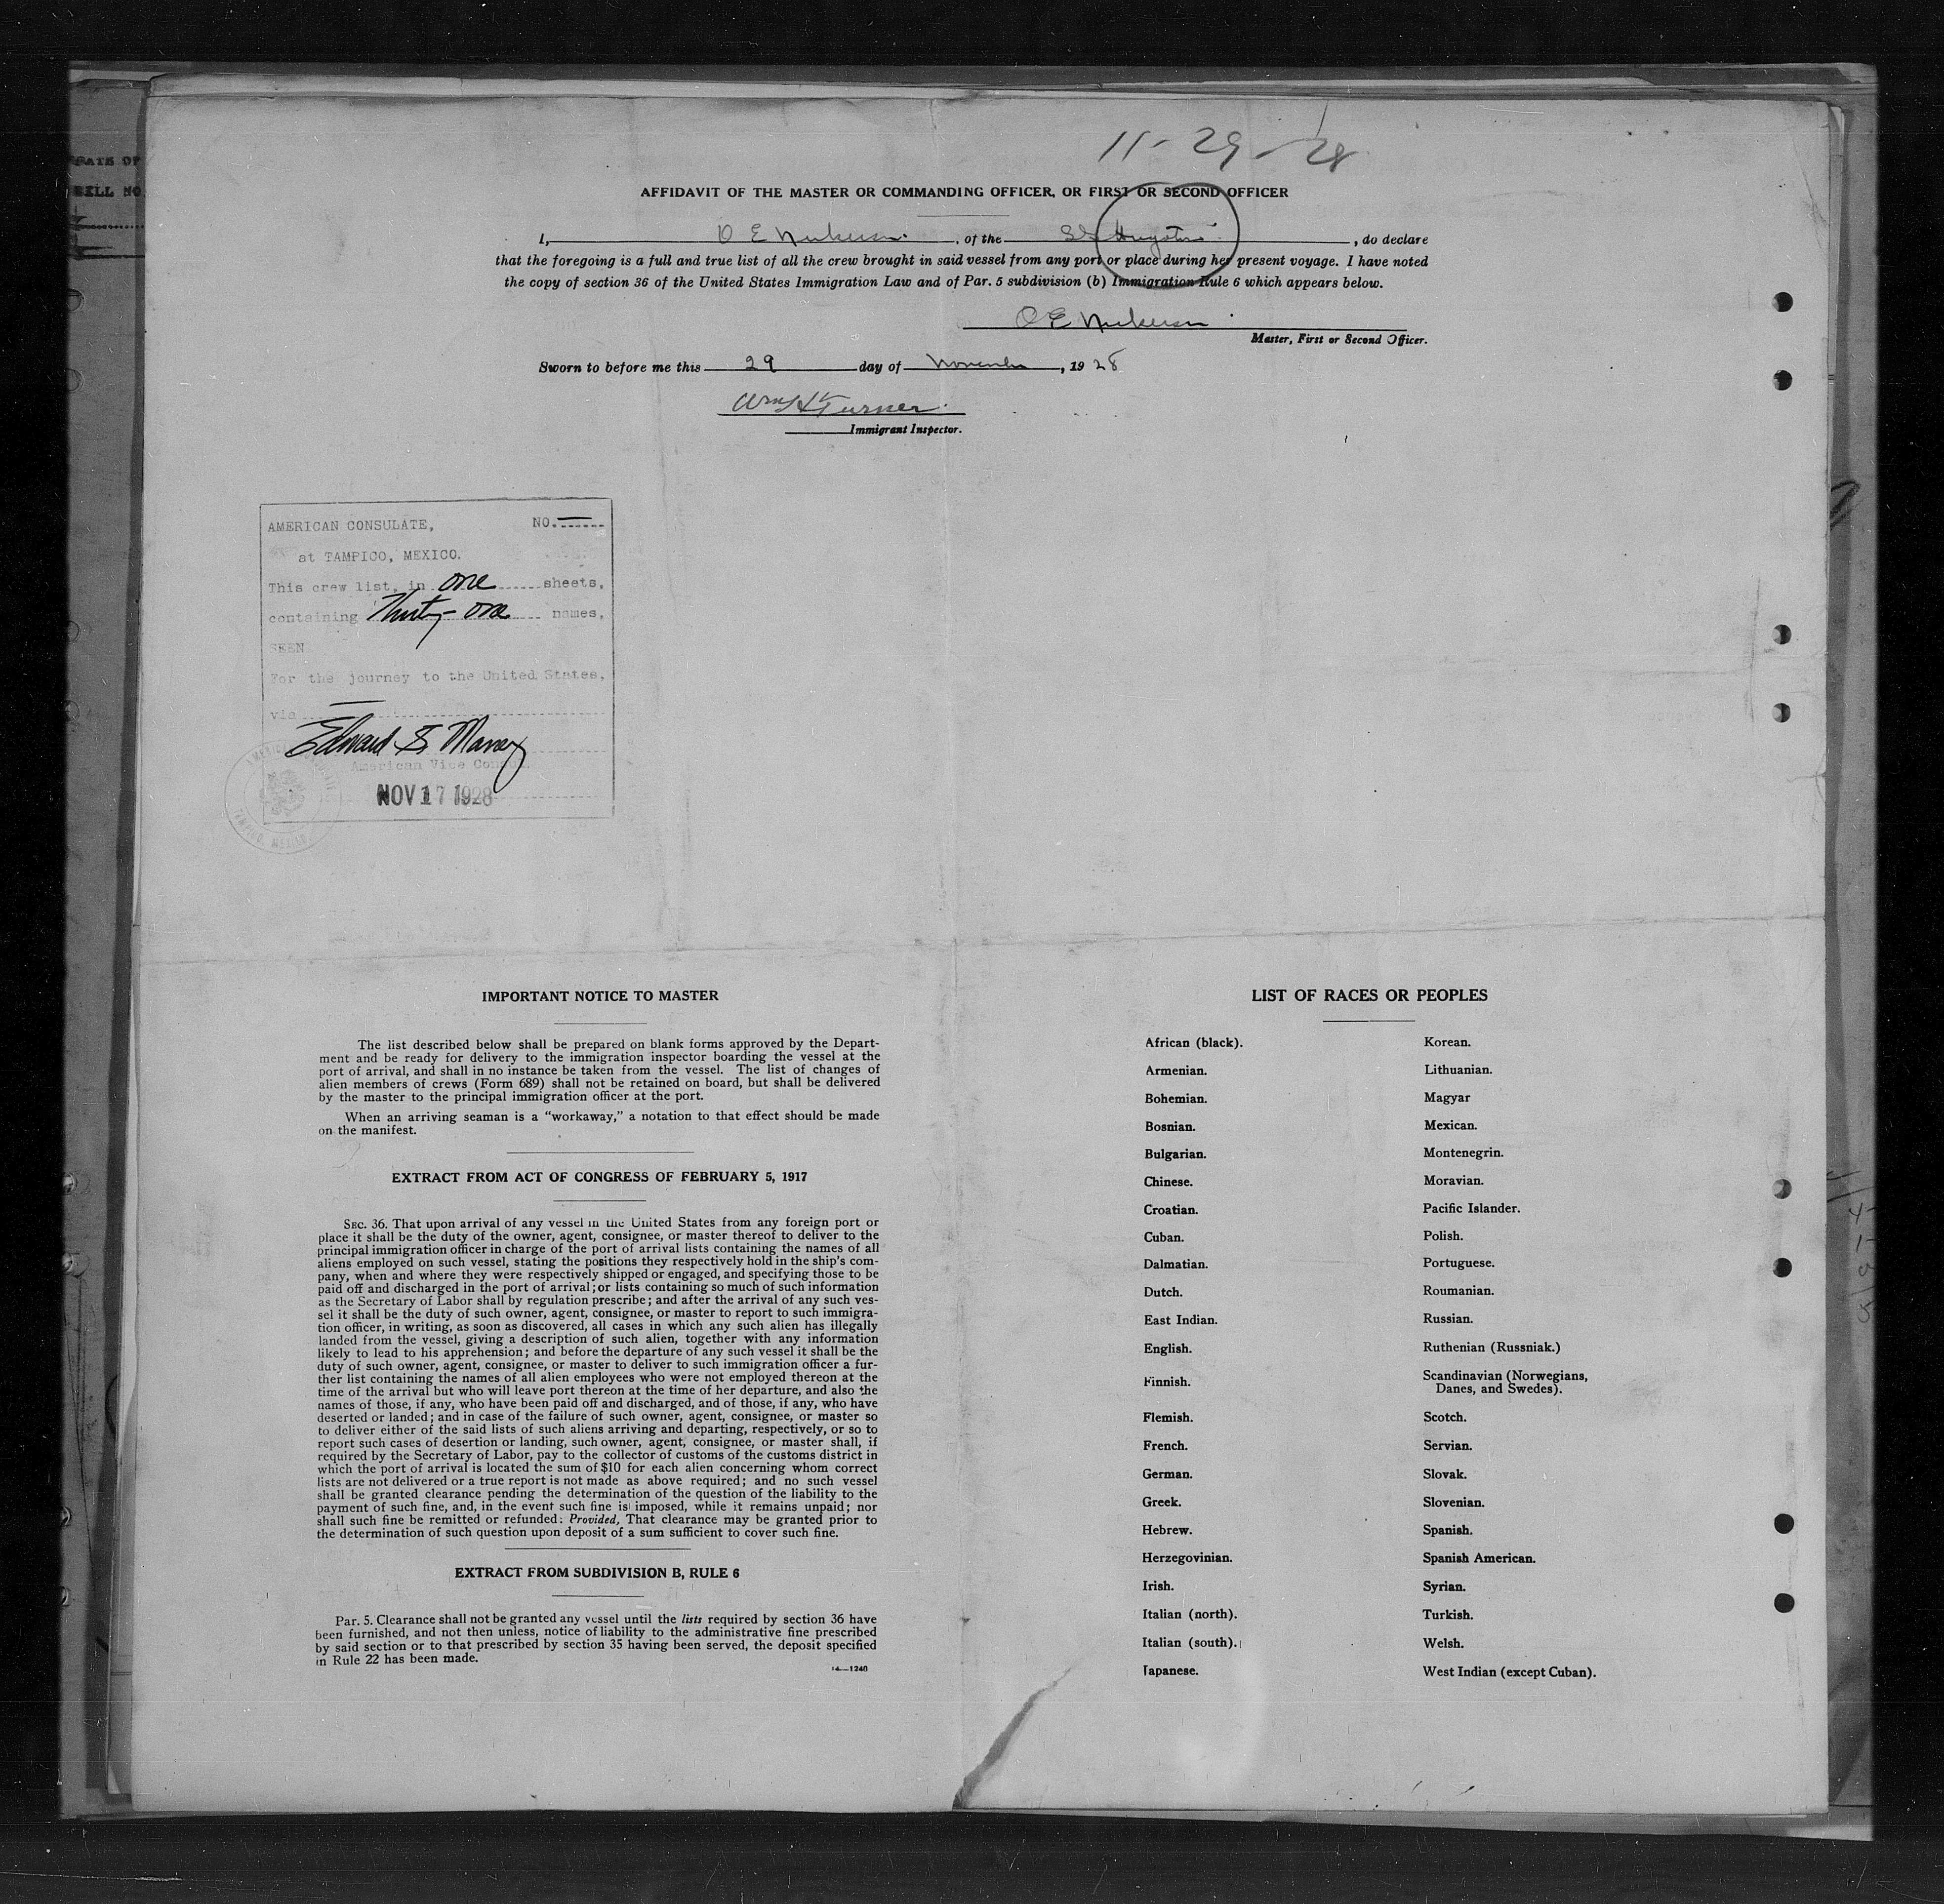 11-29-28
AFFIDAVIT OF THE MASTER OR COMMANDING OFFICER, OR FIRST OR SECOND OFFICER
I, O E Nickerson, of the SS, do declare
that the foregoing is a full and true list of all the crew brought in said vessel from any port or place during her present voyage. I have noted
the copy of section 36 of the United States Immigration Law and of Par. 5 subdivision (b) Immigration Rule 6 which appears below.
O E Nickerson
Master, First or Second Officer.
Sworn to before me this 29 day of November, 1928
Wm H Turner
Immigrant Inspector.
AMERICAN CONSULATE, NO.
at TAMPICO, MEXICO.
This crew list, in one sheets,
containing Thirty-one names,
SEEN
For the journey to the United States,
via
Edward S. Maney
American Vice Consul
NOV 17 1928
IMPORTANT NOTICE TO MASTER
The list described below shall be prepared on blank forms approved by the Depart-
ment and be ready for delivery to the immigration inspector boarding the vessel at the
port of arrival, and shall in no instance be taken from the vessel. The list of changes of
alien members of crews (Form 689) shall not be retained on board, but shall be delivered
by the master to the principal immigration officer at the port.
When an arriving seaman is a "workaway," a notation to that effect should be made
on the manifest.
EXTRACT FROM ACT OF CONGRESS OF FEBRUARY 5, 1917
SEC. 36. That upon arrival of any vessel in the United States from any foreign port or
place it shall be the duty of the owner, agent, consignee, or master thereof to deliver to the
principal immigration officer in charge of the port of arrival lists containing the names of all
aliens employed on such vessel, stating the positions they respectively hold in the ship's com-
pany, when and where they were respectively shipped or engaged, and specifying those to be
paid off and discharged in the port of arrival; or lists containing so much of such information
as the Secretary of Labor shall by regulation prescribe; and after the arrival of any such ves-
sel it shall be the duty of such owner, agent, consignee, or master to report to such immigra-
tion officer, in writing, as soon as discovered, all cases in which any such alien has illegally
landed from the vessel, giving a description of such alien, together with any information
likely to lead to his apprehension; and before the departure of any such vessel it shall be the
duty of such owner, agent, consignee, or master to deliver to such immigration officer a fur-
ther list containing the names of all alien employees who were not employed thereon at the
time of the arrival but who will leave port thereon at the time of her departure, and also the
names of those, if any, who have been paid off and discharged, and of those, if any, who have
deserted or landed; and in case of the failure of such owner, agent, consignee, or master so
to deliver either of the said lists of such aliens arriving and departing, respectively, or so to
report such cases of desertion or landing, such owner, agent, consignee, or master shall, if
required by the Secretary of Labor, pay to the collector of customs of the customs district in
which the port of arrival is located the sum of $10 for each alien concerning whom correct
lists are not delivered or a true report is not made as above required; and no such vessel
shall be granted clearance pending the determination of the question of the liability to the
payment of such fine, and, in the event such fine is imposed, while it remains unpaid; nor
shall such fine be remitted or refunded: Provided, That clearance may be granted prior to
the determination of such question upon deposit of a sum sufficient to cover such fine.
EXTRACT FROM SUBDIVISION B, RULE 6
Par. 5. Clearance shall not be granted any vessel until the lists required by section 36 have
been furnished, and not then unless, notice of liability to the administrative fine prescribed
by said section or to that prescribed by section 35 having been served, the deposit specified
in Rule 22 has been made.
14—1240
LIST OF RACES OR PEOPLES
African (black).
Armenian.
Bohemian.
Bosnian.
Bulgarian.
Chinese.
Croatian.
Cuban.
Dalmatian.
Dutch.
East Indian.
English.
Finnish.
Flemish.
French.
German.
Greek.
Hebrew.
Herzegovinian.
Irish.
Italian (north).
Italian (south).
Japanese.
Korean.
Lithuanian.
Magyar
Mexican.
Montenegrin.
Moravian.
Pacific Islander.
Polish.
Portuguese.
Roumanian.
Russian.
Ruthenian (Russniak.)
Scandinavian (Norwegians,
Danes, and Swedes).
Scotch.
Servian.
Slovak.
Slovenian.
Spanish.
Spanish American.
Syrian.
Turkish.
Welsh.
West Indian (except Cuban).